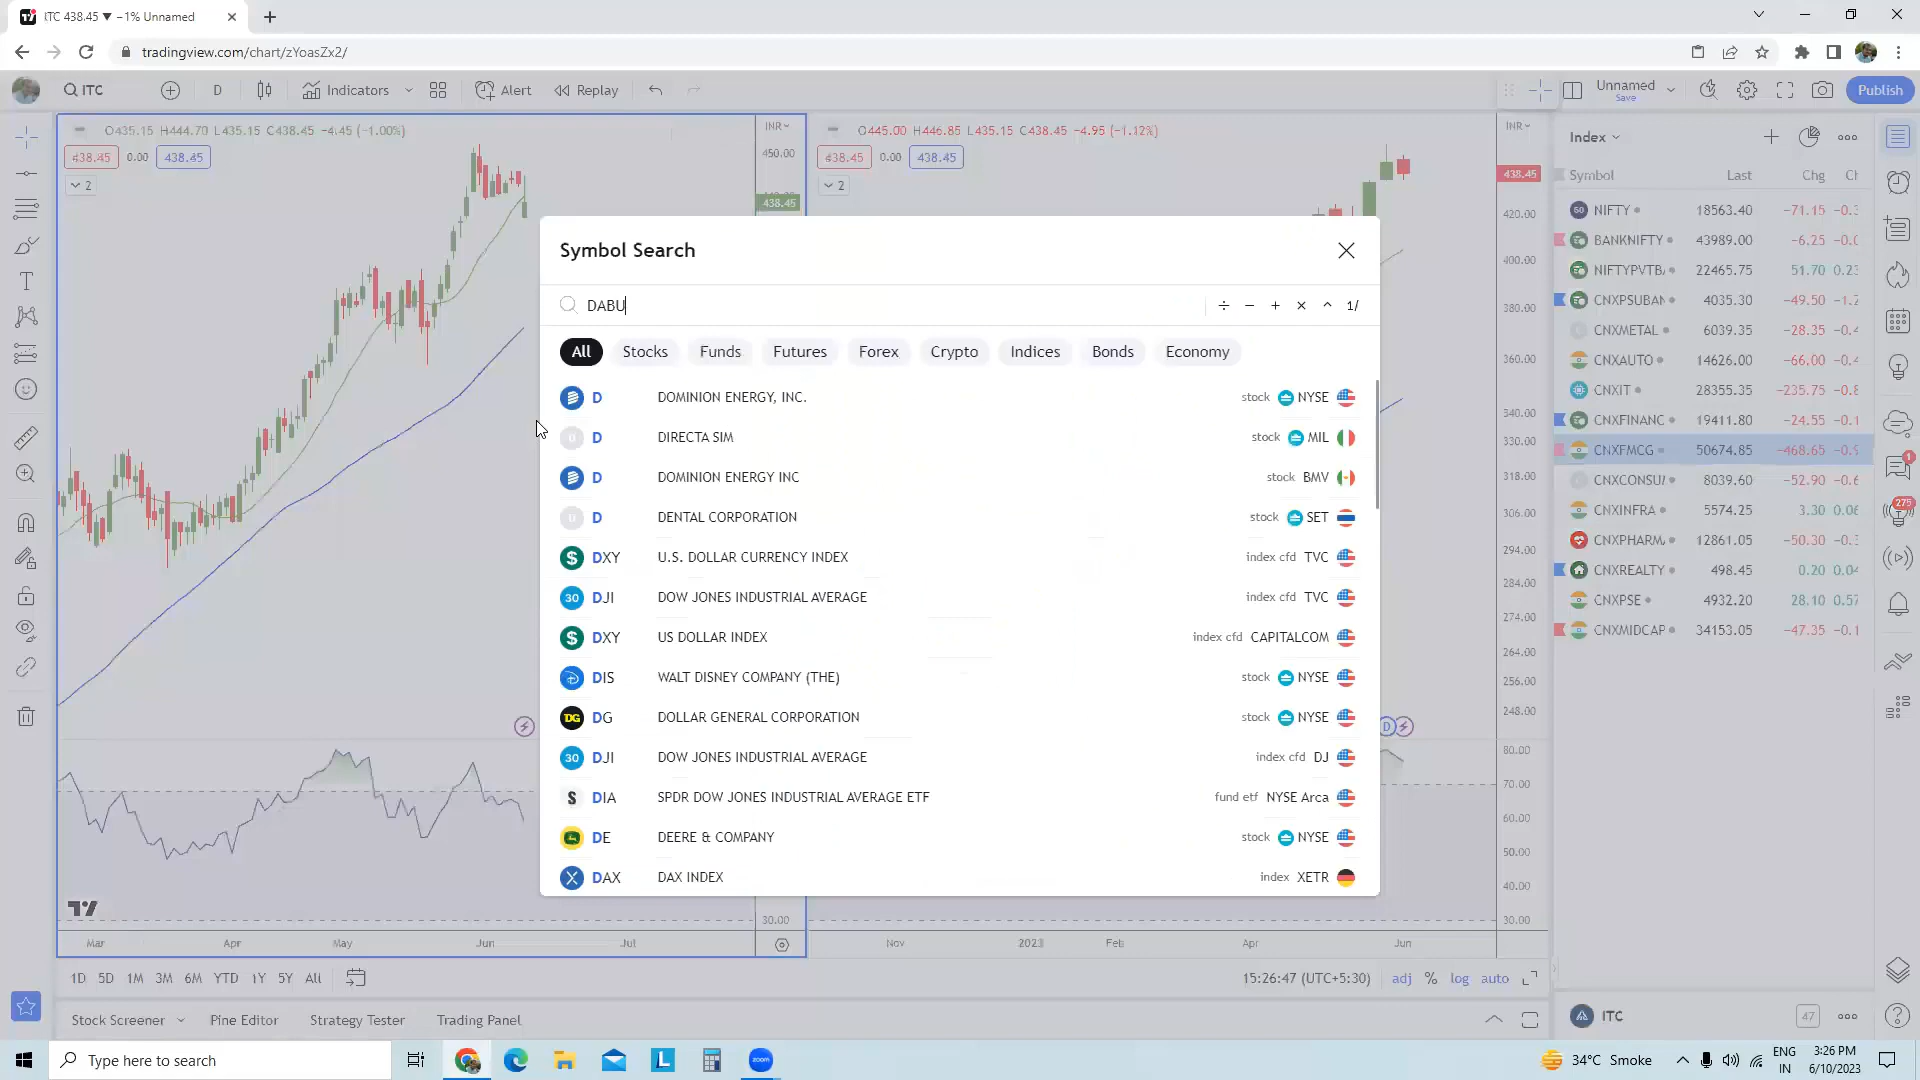 ITC 438.45 ▼ −1% Unnamed
tradingview.com/chart/zYoasZx2/
ITC
D
Indicators
Alert
Replay
Unnamed
Save
Publish
O435.15 H444.70 L435.15 C438.45 −4.45 (−1.00%)
INR
438.45 0.00 438.45
2
450.00
438.45
O445.00 H446.85 L435.15 C438.45 −4.95 (−1.12%)
INR
438.45 0.00 438.45
2
438.45
420.00
400.00
380.00
360.00
340.00
330.00
318.00
306.00
294.00
284.00
274.00
264.00
256.00
248.00
80.00
70.00
60.00
50.00
40.00
30.00
Symbol Search
DABU
÷ − + × ^ 1/
All Stocks Funds Futures Forex Crypto Indices Bonds Economy
D DOMINION ENERGY, INC. stock NYSE
D DIRECTA SIM stock MIL
D DOMINION ENERGY INC stock BMV
D DENTAL CORPORATION stock SET
DXY U.S. DOLLAR CURRENCY INDEX index cfd TVC
30 DJI DOW JONES INDUSTRIAL AVERAGE index cfd TVC
DXY US DOLLAR INDEX index cfd CAPITALCOM
DIS WALT DISNEY COMPANY (THE) stock NYSE
DG DG DOLLAR GENERAL CORPORATION stock NYSE
30 DJI DOW JONES INDUSTRIAL AVERAGE index cfd DJ
S DIA SPDR DOW JONES INDUSTRIAL AVERAGE ETF fund etf NYSE Arca
DE DEERE & COMPANY stock NYSE
X DAX DAX INDEX index XETR
30.00
Mar Apr May Jun Jul
Nov 2023 Feb Apr Jun
D
1D 5D 1M 3M 6M YTD 1Y 5Y All
15:26:47 (UTC+5:30) adj % log auto
Stock Screener Pine Editor Strategy Tester Trading Panel
Index
Symbol Last Chg Ch
50 NIFTY 18563.40 −71.15
BANKNIFTY 43989.00 −6.25
NIFTYPVTB 22465.75 51.70 0.23
CNXPSUBAN 4035.30 −49.50
CNXMETAL 6039.35 −28.35
CNXAUTO 14626.00 −66.00
CNXIT 28355.35 −235.75
CNXFINANC 19411.80 −24.55
CNXFMCG 50674.85 −468.65
CNXCONSU 8039.60 −52.90
CNXINFRA 5574.25 3.30 0.06
CNXPHARM 12861.05 −50.30
CNXREALTY 498.45 0.20 0.04
CNXPSE 4932.20 28.10 0.57
CNXMIDCAP 34153.05 −47.35
1
275
ITC
47
Type here to search
L
zoom
34°C Smoke
ENG
IN
3:26 PM
6/10/2023